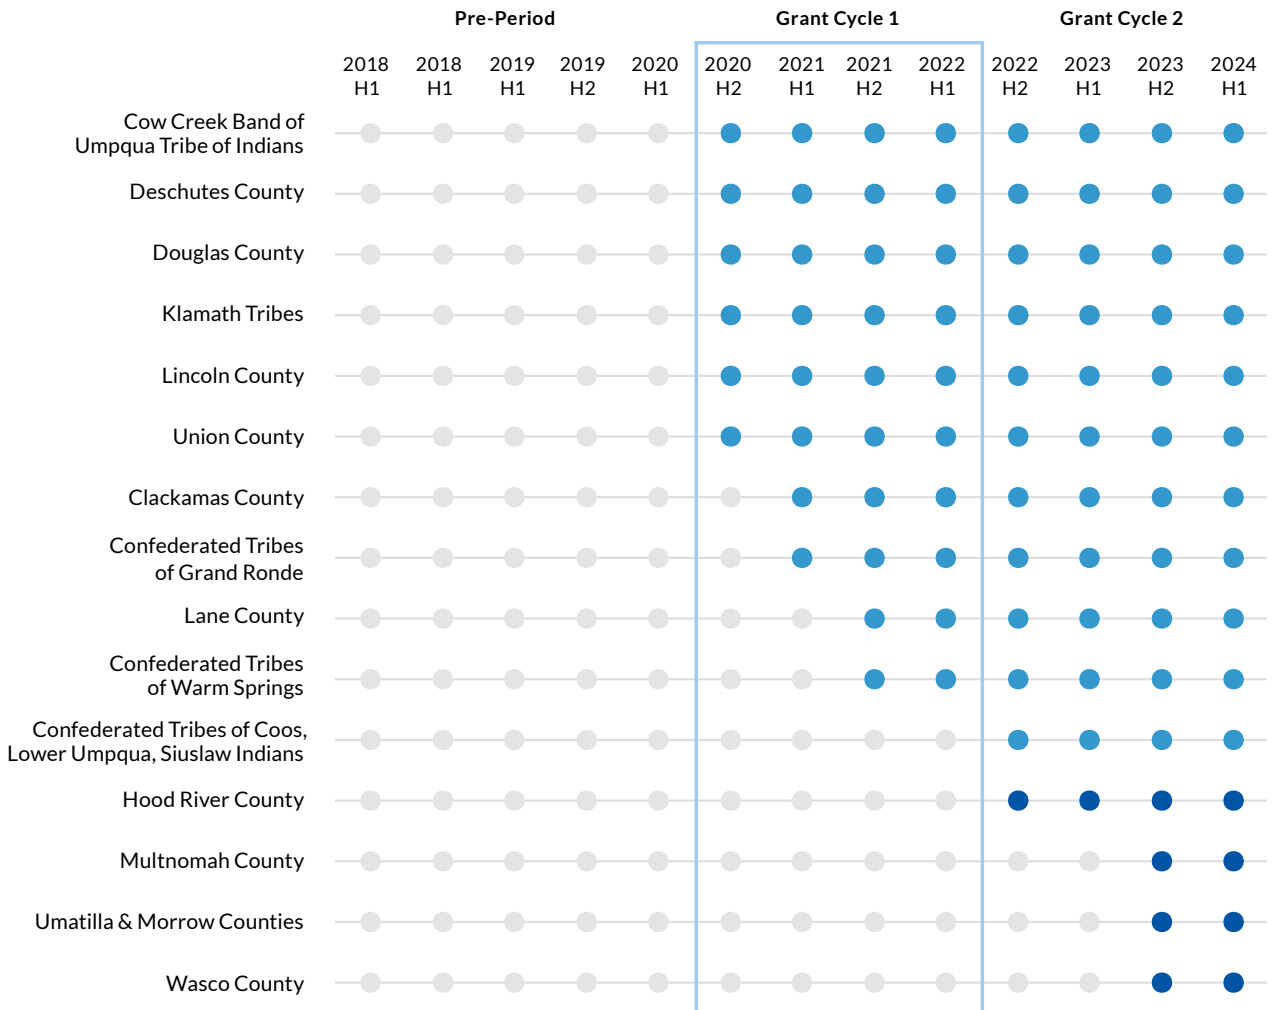 Pre-Period Grant Cycle 1 Grant Cycle 2
2018 2018 2019 2019 2020 2020 2021 2021 2022 2022 2023 2023 2024
H1 H1 H1 H2 H1 H2 H1 H2 H1 H2 H1 H2 H1
Cow Creek Band of
Umpqua Tribe of Indians
Deschutes County
Douglas County
Klamath Tribes
Lincoln County
Union County
Clackamas County
Confederated Tribes
of Grand Ronde
Lane County
Confederated Tribes
of Warm Springs
Confederated Tribes of Coos,
Lower Umpqua, Siuslaw Indians
Hood River County
Multnomah County
Umatilla & Morrow Counties
Wasco County